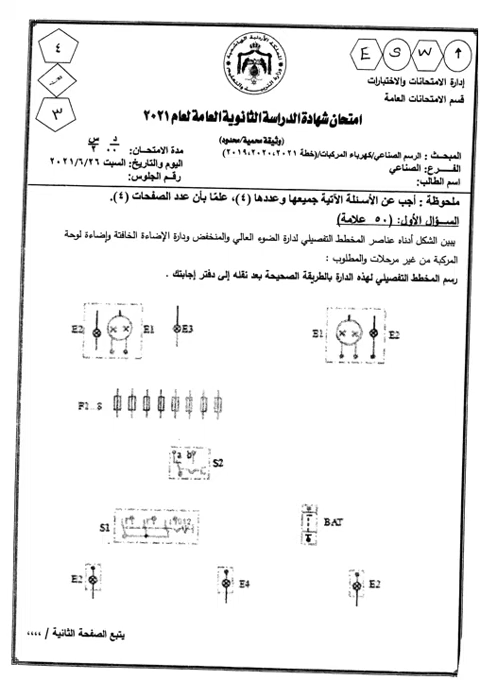 ٤
٣
E S W ↑
إدارة الامتحانات والاختبارات
قسم الامتحانات العامة
امتحان شهادة الدراسة الثانوية العامة لعام ٢٠٢١
(وثيقة محمية/محدود)
المبحث : الرسم الصناعي/كهرباء المركبات/(خطة ٢٠١٩،٢٠٢٠،٢٠٢١)
مدة الامتحان: ٠٠ ٢
د س
الفرع: الصناعي
اليوم والتاريخ: السبت ٢٠٢١/٦/٢٦
اسم الطالب:
رقم الجلوس:
ملحوظة : أجب عن الأسئلة الآتية جميعها وعددها (٤)، علمًا بأن عدد الصفحات (٤).
السؤال الأول: (٥٠ علامة)
يبين الشكل أدناه عناصر المخطط التفصيلي لدارة الضوء العالي والمنخفض ودارة الإضاءة الخافتة وإضاءة لوحة
المركبة من غير مرحلات والمطلوب :
رسم المخطط التفصيلي لهذه الدارة بالطريقة الصحيحة بعد نقله إلى دفتر إجابتك .
E2 E1 E3 E1 E2
F2..S
a b
S2
S1
BAT
E2 E4 E2
يتبع الصفحة الثانية / ،،،،